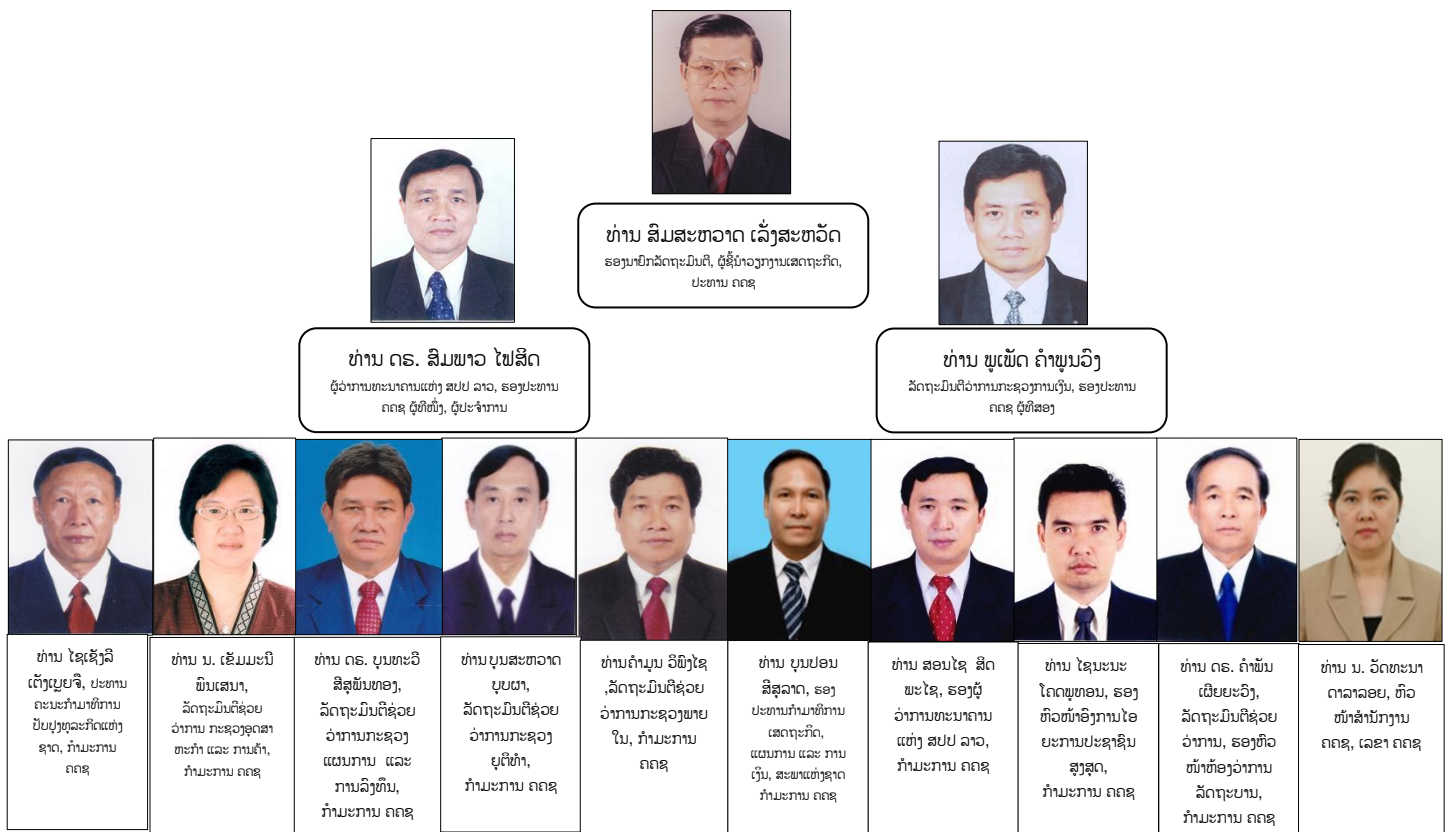 ທ່ານ ສົມສະຫວາດ ເລັ່ງສະຫວັດ
ຮອງນາຍົກລັດຖະມົນຕີ, ຜູ້ຊີ້ນຳວຽກງານເສດຖະກິດ,
ປະທານ ຄຄຊ
ທ່ານ ດຣ. ສົມພາວ ໄຟສິດ
ຜູ້ວ່າການທະນາຄານແຫ່ງ ສປປ ລາວ, ຮອງປະທານ
ຄຄຊ ຜູ້ທີໜຶ່ງ, ຜູ້ປະຈຳການ
ທ່ານ ພູເພັດ ຄຳພູນວົງ
ລັດຖະມົນຕີວ່າການກະຊວງການເງິນ, ຮອງປະທານ
ຄຄຊ ຜູ້ທີສອງ
ທ່ານ ໄຊເຊັງລີ
ເຕັງເບຼຍຈື, ປະທານ
ຄະນະກຳມາທິການ
ປັບປຸງທຸລະກິດແຫ່ງ
ຊາດ, ກຳມະການ
ຄຄຊ
ທ່ານ ນ. ເຂັມມະນີ
ພົນເສນາ,
ລັດຖະມົນຕີຊ່ວຍ
ວ່າການ ກະຊວງອຸດສາ
ຫະກຳ ແລະ ການຄ້າ,
ກຳມະການ ຄຄຊ
ທ່ານ ດຣ. ບຸນທະວີ
ສີສຸພັນທອງ,
ລັດຖະມົນຕີຊ່ວຍ
ວ່າການກະຊວງ
ແຜນການ ແລະ
ການລົງທຶນ,
ກຳມະການ ຄຄຊ
ທ່ານບຸນສະຫວາດ
ບຸບຜາ,
ລັດຖະມົນຕີຊ່ວຍ
ວ່າການກະຊວງ
ຍຸຕິທຳ,
ກຳມະການ ຄຄຊ
ທ່ານຄຳມູນ ວິພົງໄຊ
,ລັດຖະມົນຕີຊ່ວຍ
ວ່າການກະຊວງພາຍ
ໃນ, ກຳມະການ
ຄຄຊ
ທ່ານ ບຸນປອນ
ສີສຸລາດ, ຮອງ
ປະທານກຳມາທິການ
ເສດຖະກິດ,
ແຜນການ ແລະ ການ
ເງິນ, ສະພາແຫ່ງຊາດ
ກຳມະການ ຄຄຊ
ທ່ານ ສອນໄຊ ສິດ
ພະໄຊ, ຮອງຜູ້
ວ່າການທະນາຄານ
ແຫ່ງ ສປປ ລາວ,
ກຳມະການ ຄຄຊ
ທ່ານ ໄຊນະນະ
ໂຄດພູທອນ, ຮອງ
ຫົວໜ້າອົງການໄອ
ຍະການປະຊາຊົນ
ສູງສຸດ,
ກຳມະການ ຄຄຊ
ທ່ານ ດຣ. ຄຳພັນ
ເຜີຍຍະວົງ,
ລັດຖະມົນຕີຊ່ວຍ
ວ່າການ, ຮອງຫົວ
ໜ້າຫ້ອງວ່າການ
ລັດຖະບານ,
ກຳມະການ ຄຄຊ
ທ່ານ ນ. ວັດທະນາ
ດາລາລອຍ, ຫົວ
ໜ້າສຳນັກງານ
ຄຄຊ, ເລຂາ ຄຄຊ